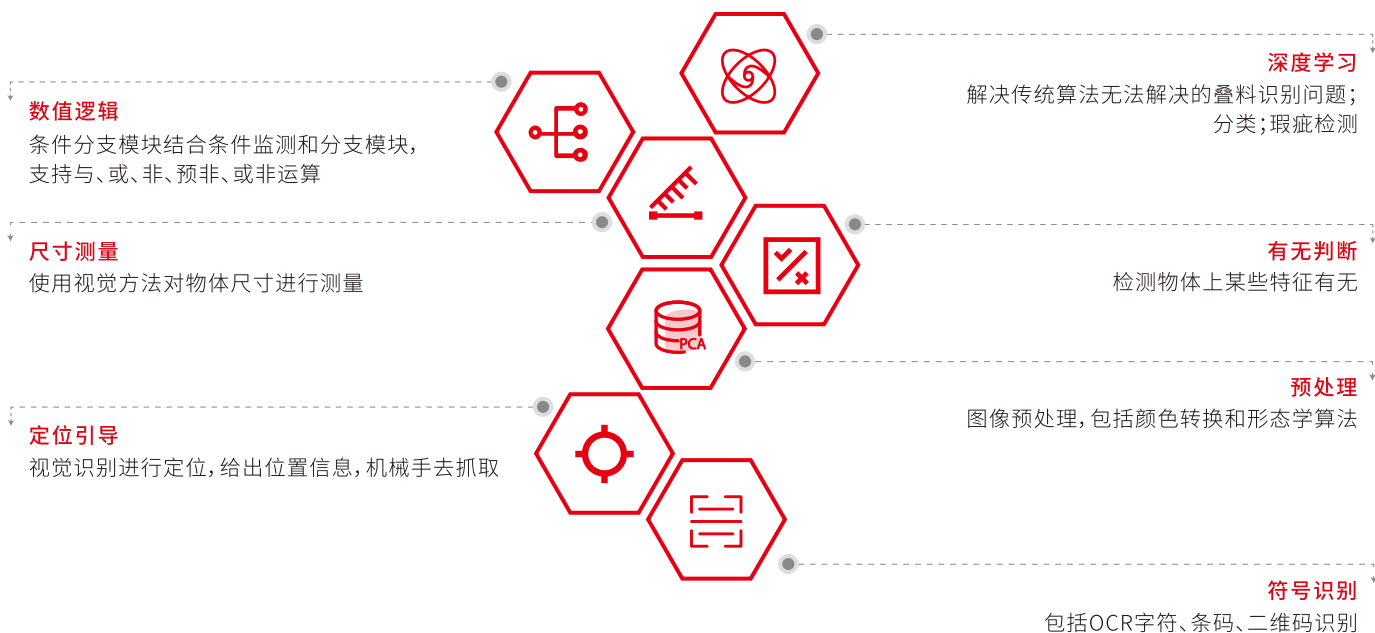 深度学习
解决传统算法无法解决的叠料识别问题；
分类；瑕疵检测
数值逻辑
条件分支模块结合条件监测和分支模块，
支持与、或、非、预非、或非运算
尺寸测量
使用视觉方法对物体尺寸进行测量
有无判断
检测物体上某些特征有无
PCA
预处理
图像预处理，包括颜色转换和形态学算法
定位引导
视觉识别进行定位，给出位置信息，机械手去抓取
符号识别
包括OCR字符、条码、二维码识别